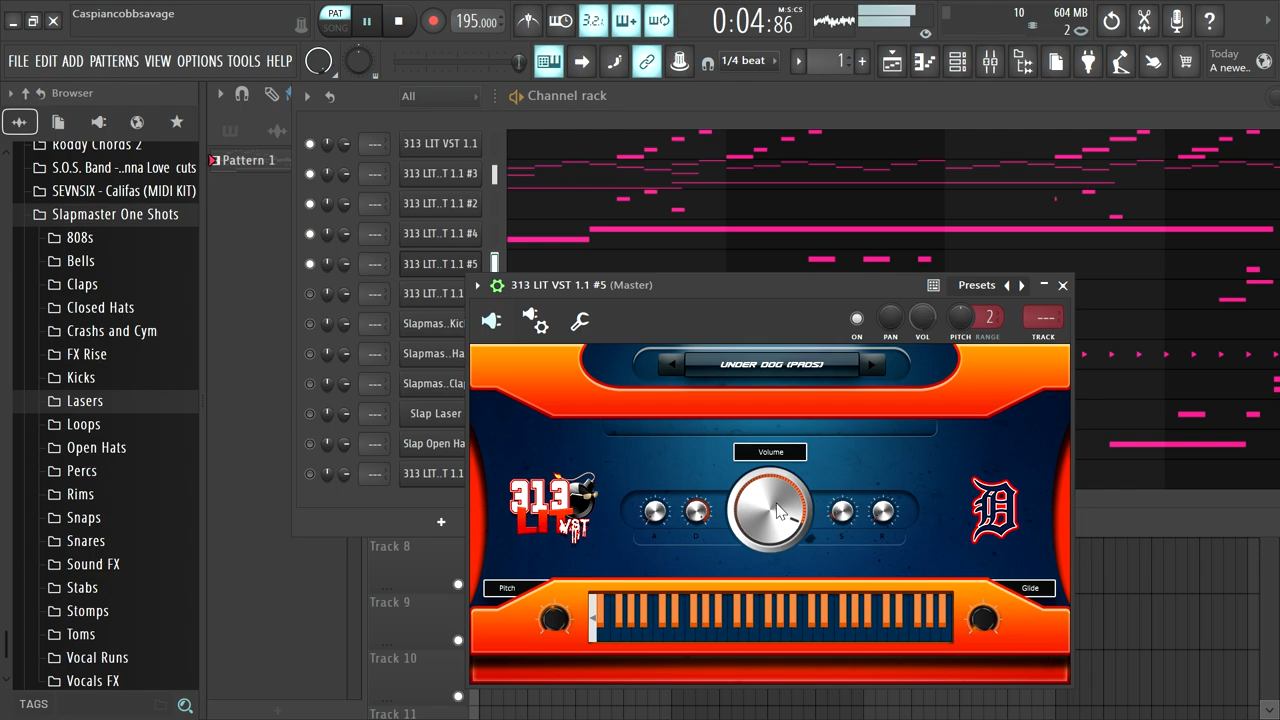 Caspiancobbsavage
PAT
SONG
195.000
3.2.
0:04:86
M:S:CS
10
604 MB
2
FILE EDIT ADD PATTERNS VIEW OPTIONS TOOLS HELP
1/4 beat
1
Today
A newe..
Browser
All
Channel rack
Roddy Chords 2
S.O.S. Band -..nna Love cuts
SEVNSIX - Califas (MIDI KIT)
Slapmaster One Shots
808s
Bells
Claps
Closed Hats
Crashs and Cym
FX Rise
Kicks
Lasers
Loops
Open Hats
Percs
Rims
Snaps
Snares
Sound FX
Stabs
Stomps
Toms
Vocal Runs
Vocals FX
TAGS
Pattern 1
313 LIT VST 1.1
313 LIT..T 1.1 #3
313 LIT..T 1.1 #2
313 LIT..T 1.1 #4
313 LIT..T 1.1 #5
313 LIT..T 1.1
Slapmas..Kic
Slapmas..Ha
Slapmas..Cla
Slap Laser
Slap Open Ha
313 LIT..T 1.1
Track 8
Track 9
Track 10
Track 11
313 LIT VST 1.1 #5 (Master)
Presets
ON
PAN
VOL
PITCH
RANGE
2
---
TRACK
UNDER DOG (PADS)
Volume
313
LIT
VST
A
D
S
R
D
Pitch
Glide